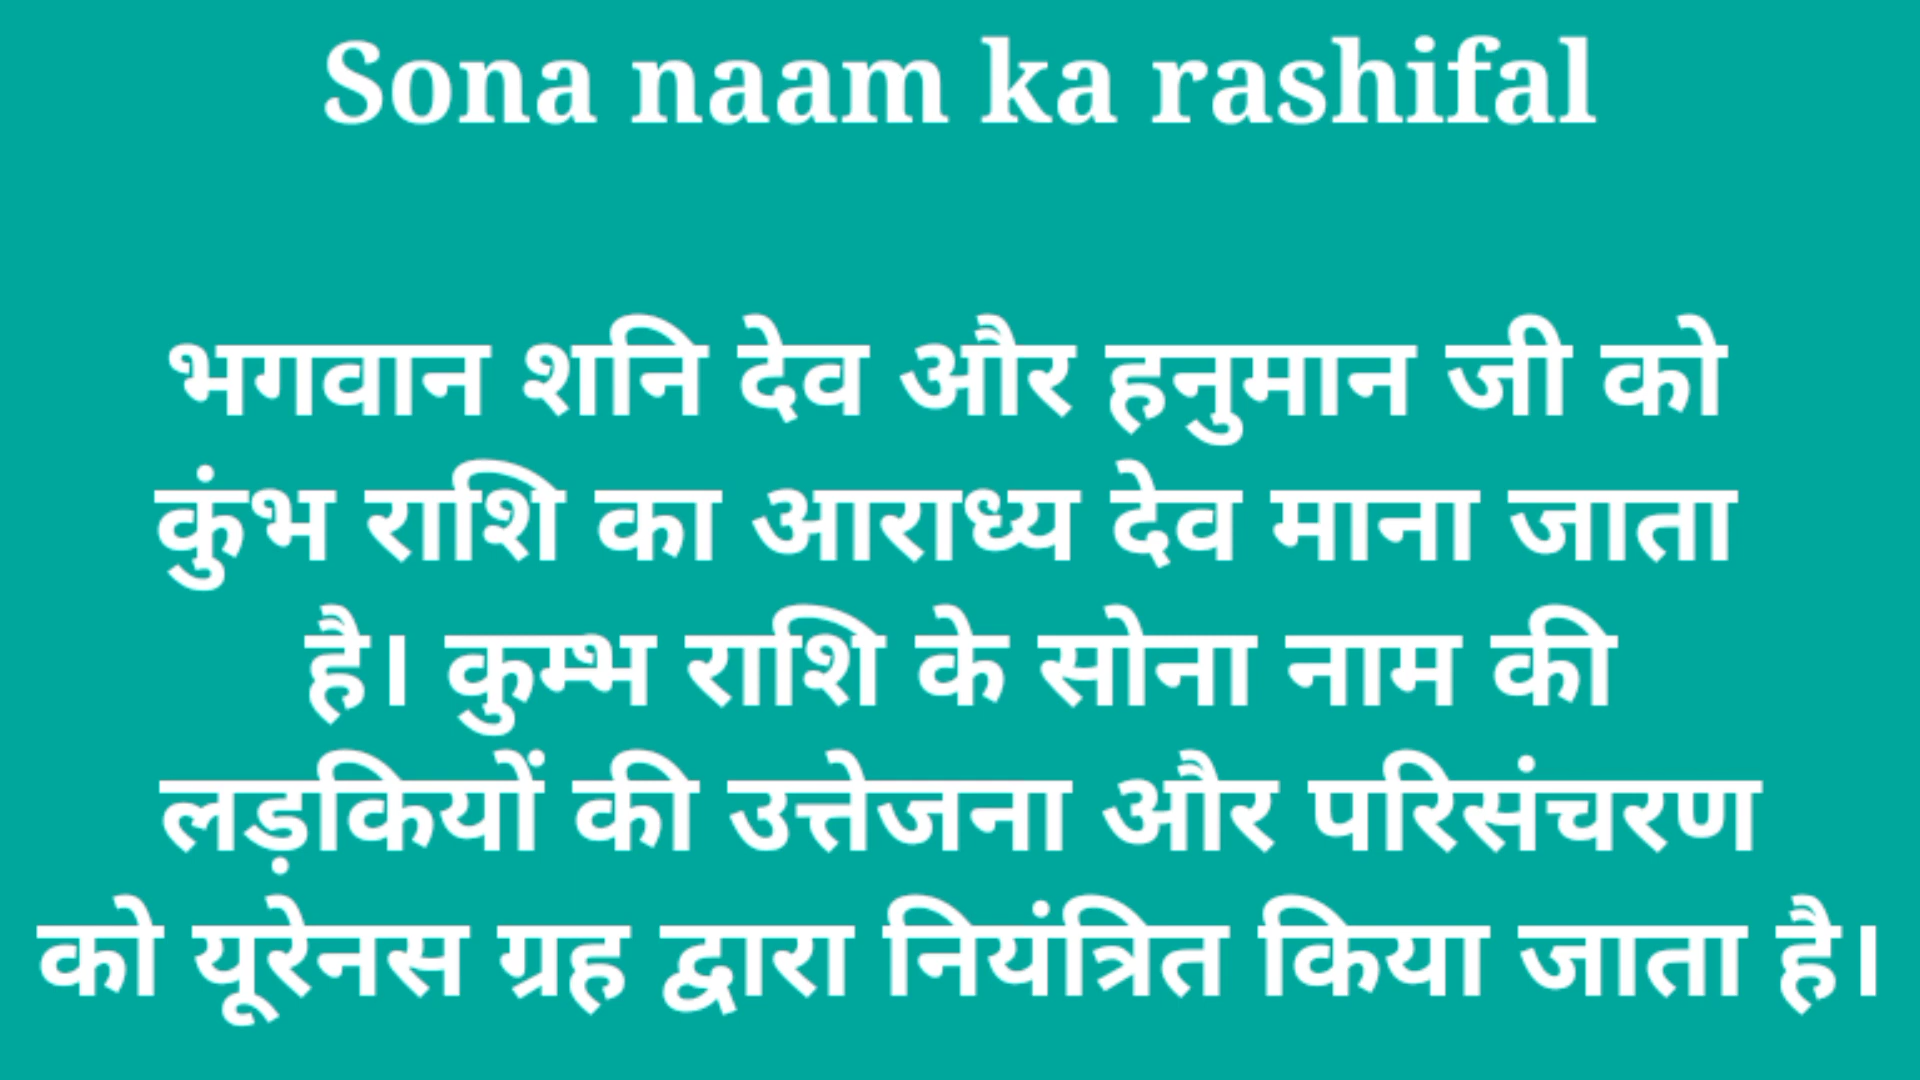 Sona naam ka rashifal
भगवान शनि देव और हनुमान जी को
कुंभ राशि का आराध्य देव माना जाता
है। कुम्भ राशि के सोना नाम की
लड़कियों की उत्तेजना और परिसंचरण
को यूरेनस ग्रह द्वारा नियंत्रित किया जाता है।